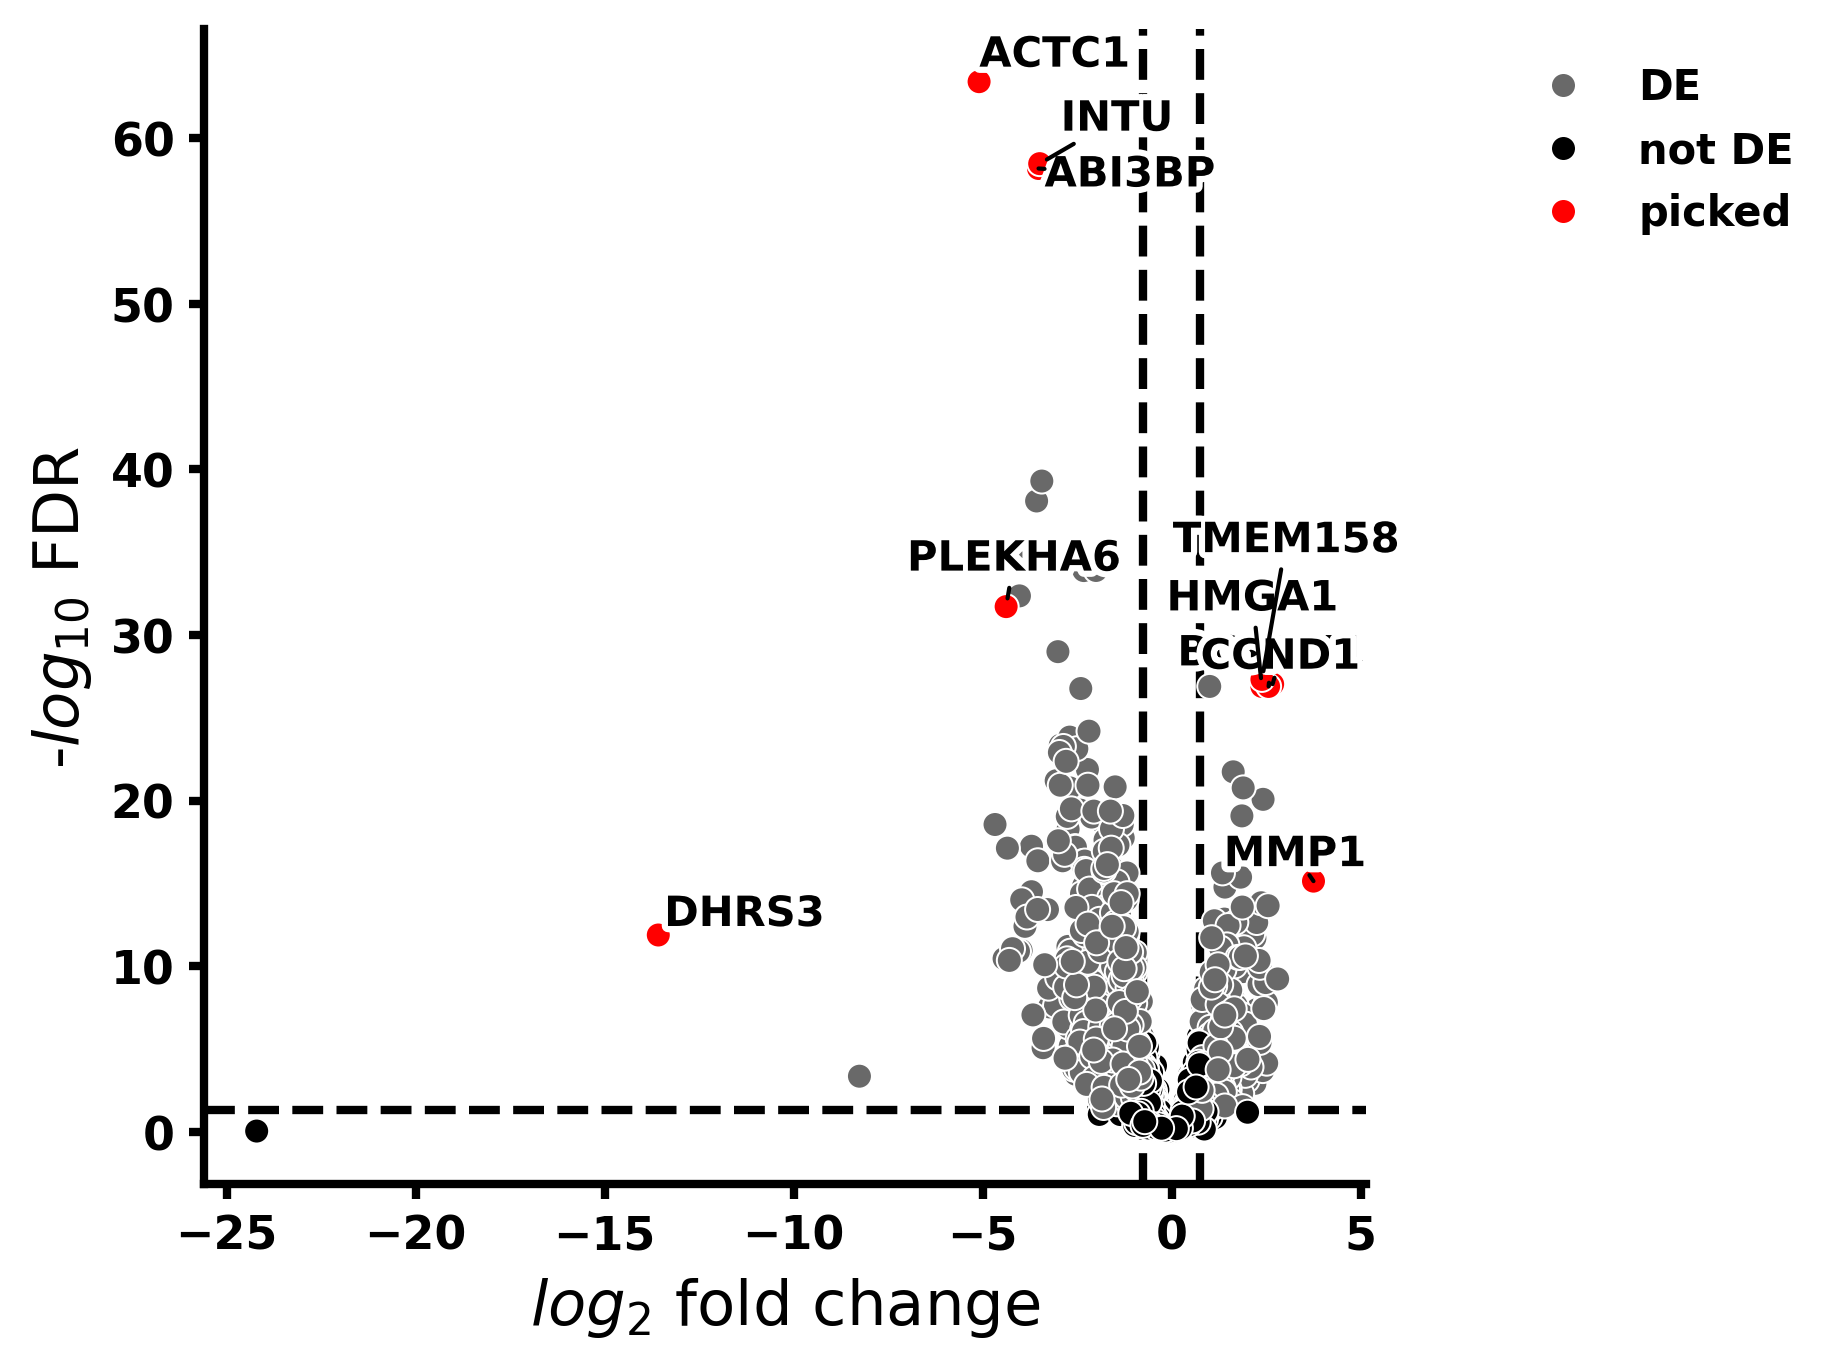 ACTC1
INTU
ABI3BP
PLEKHA6
TMEM158
HMGA1
CCND1
MMP1
DHRS3
DE
not DE
picked
60
50
40
30
20
10
0
-log10 FDR
−25 −20 −15 −10 −5 0 5
log2 fold change